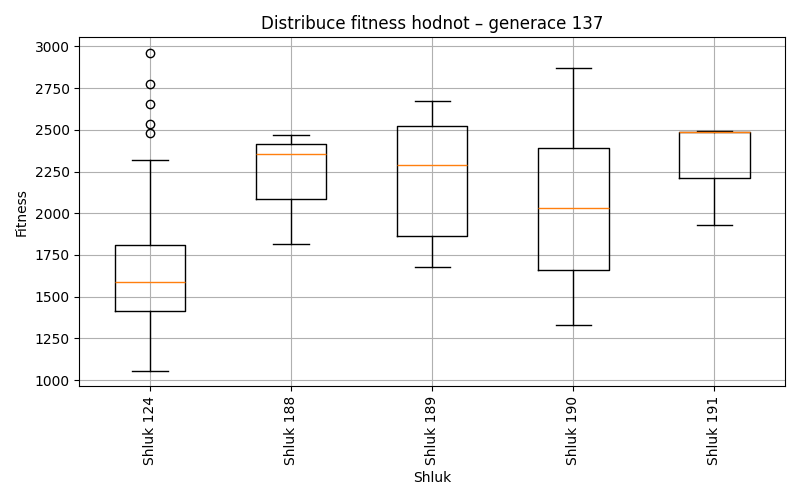 Distribuce fitness hodnot – generace 137
Fitness
3000
2750
2500
2250
2000
1750
1500
1250
1000
Shluk 124
Shluk 188
Shluk 189
Shluk 190
Shluk 191
Shluk